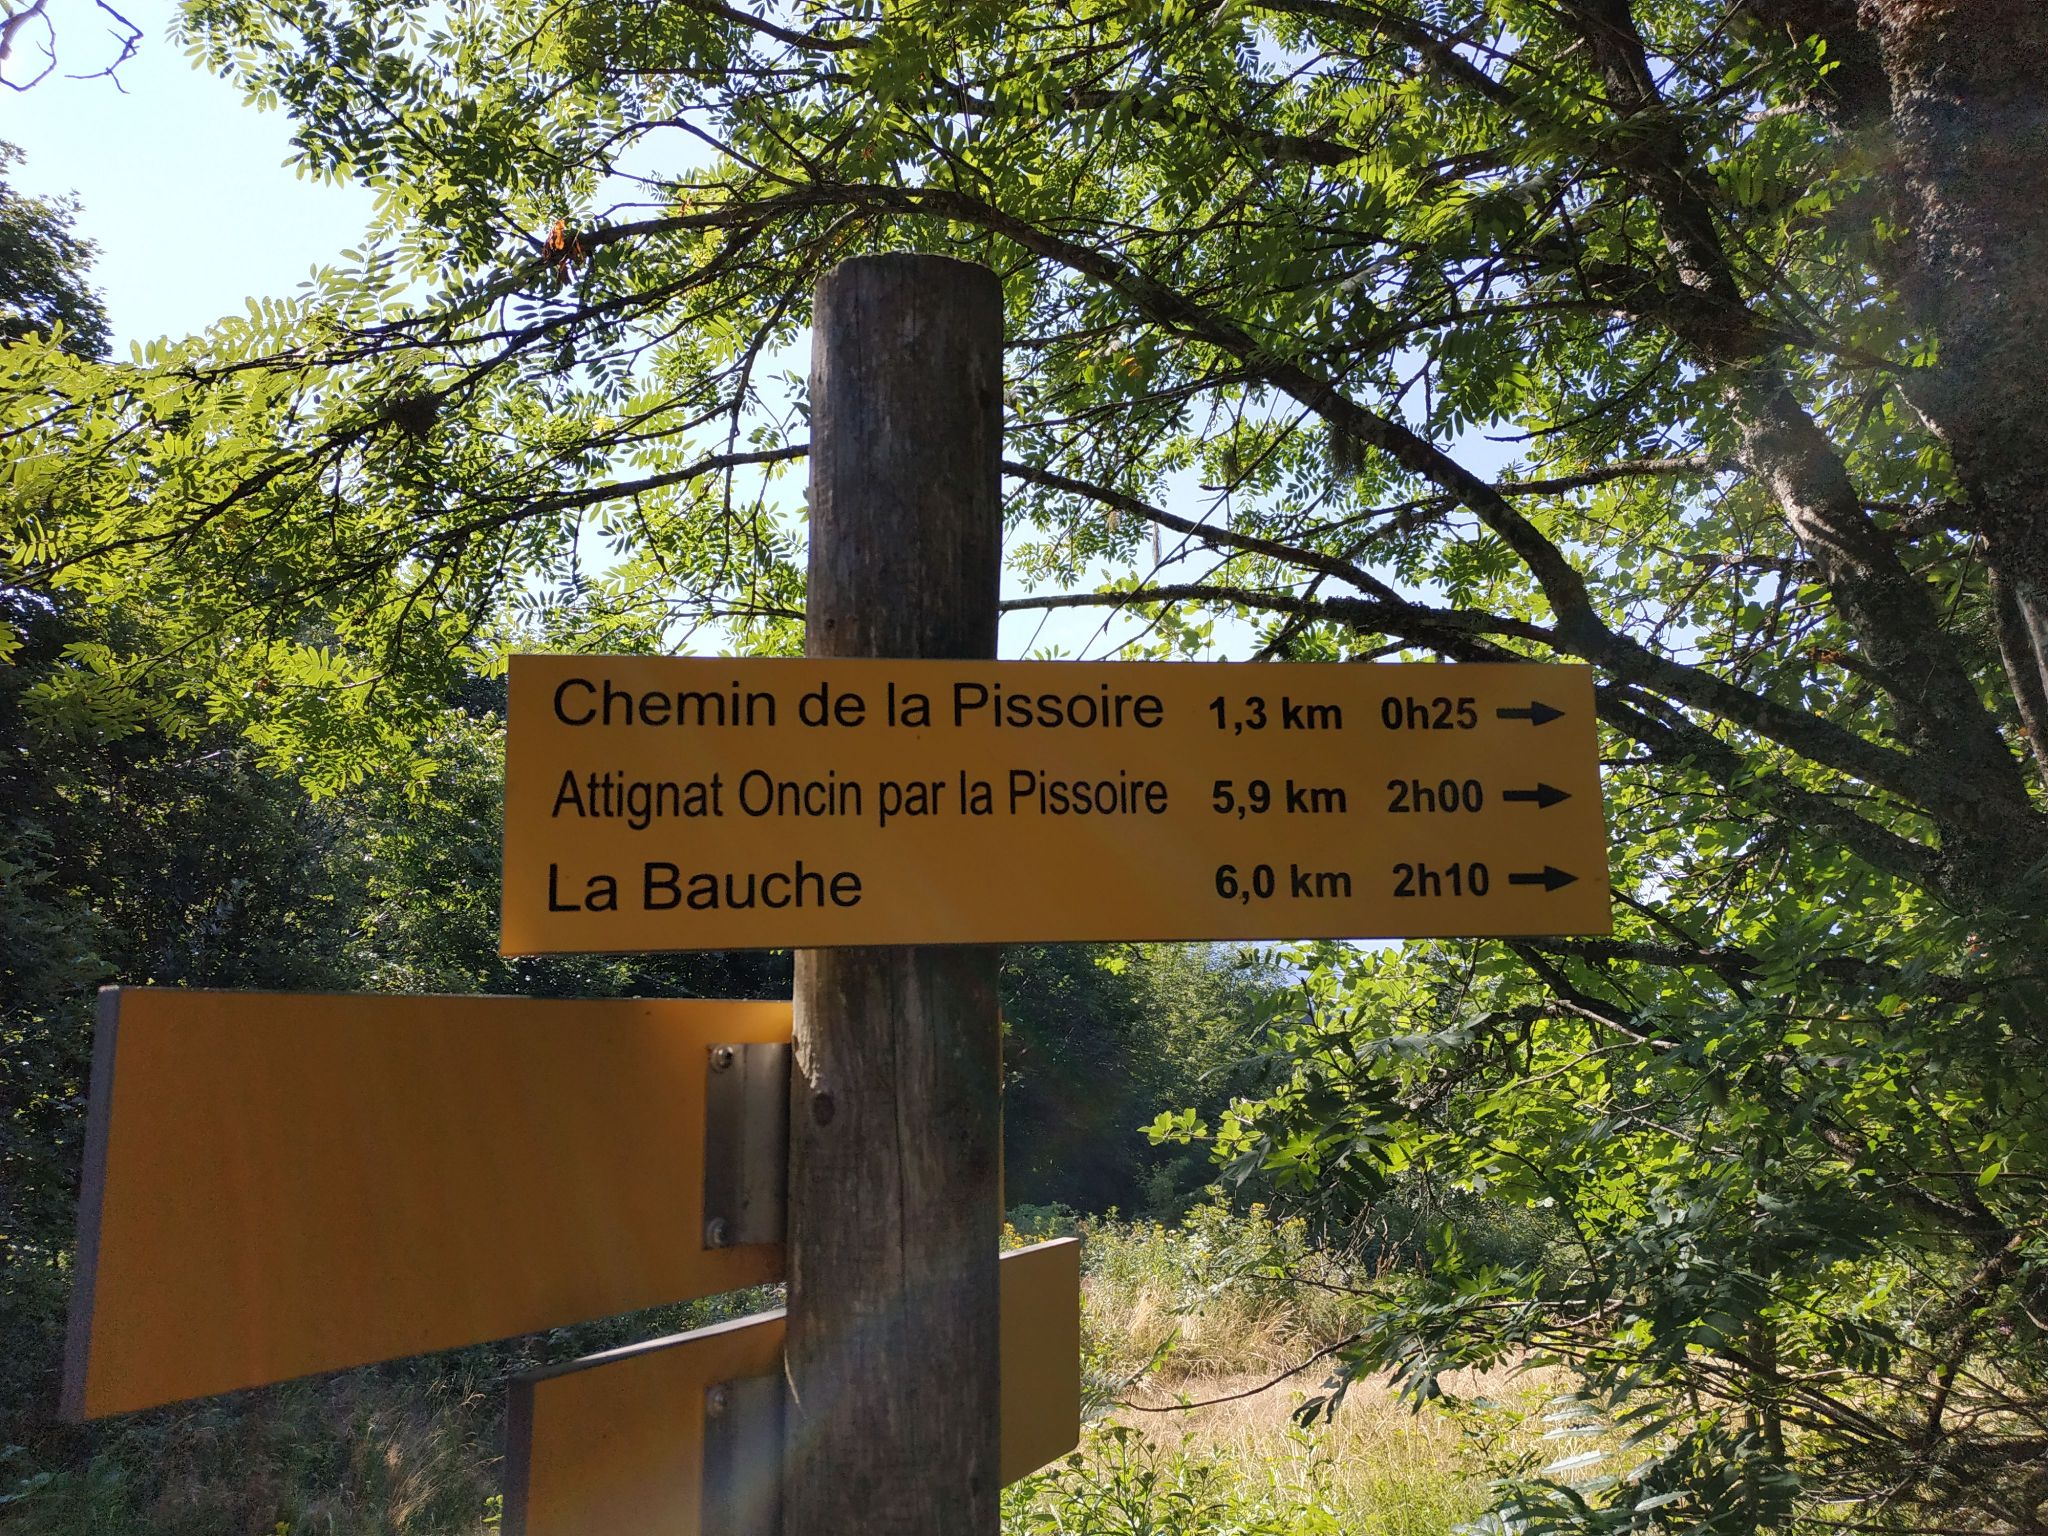 Chemin de la Pissoire 1,3 km 0h25 →
Attignat Oncin par la Pissoire 5,9 km 2h00 →
La Bauche 6,0 km 2h10 →